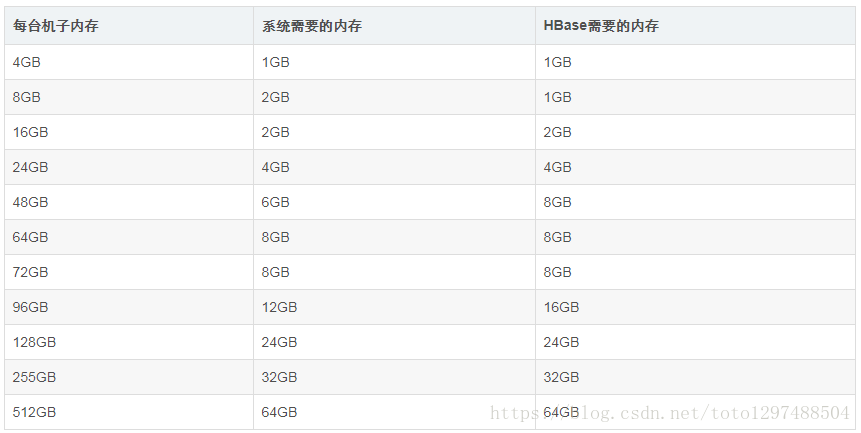 每台机子内存 系统需要的内存 HBase需要的内存
4GB 1GB 1GB
8GB 2GB 1GB
16GB 2GB 2GB
24GB 4GB 4GB
48GB 6GB 8GB
64GB 8GB 8GB
72GB 8GB 8GB
96GB 12GB 16GB
128GB 24GB 24GB
255GB 32GB 32GB
512GB 64GB 64GB
https://blog.csdn.net/toto1297488504